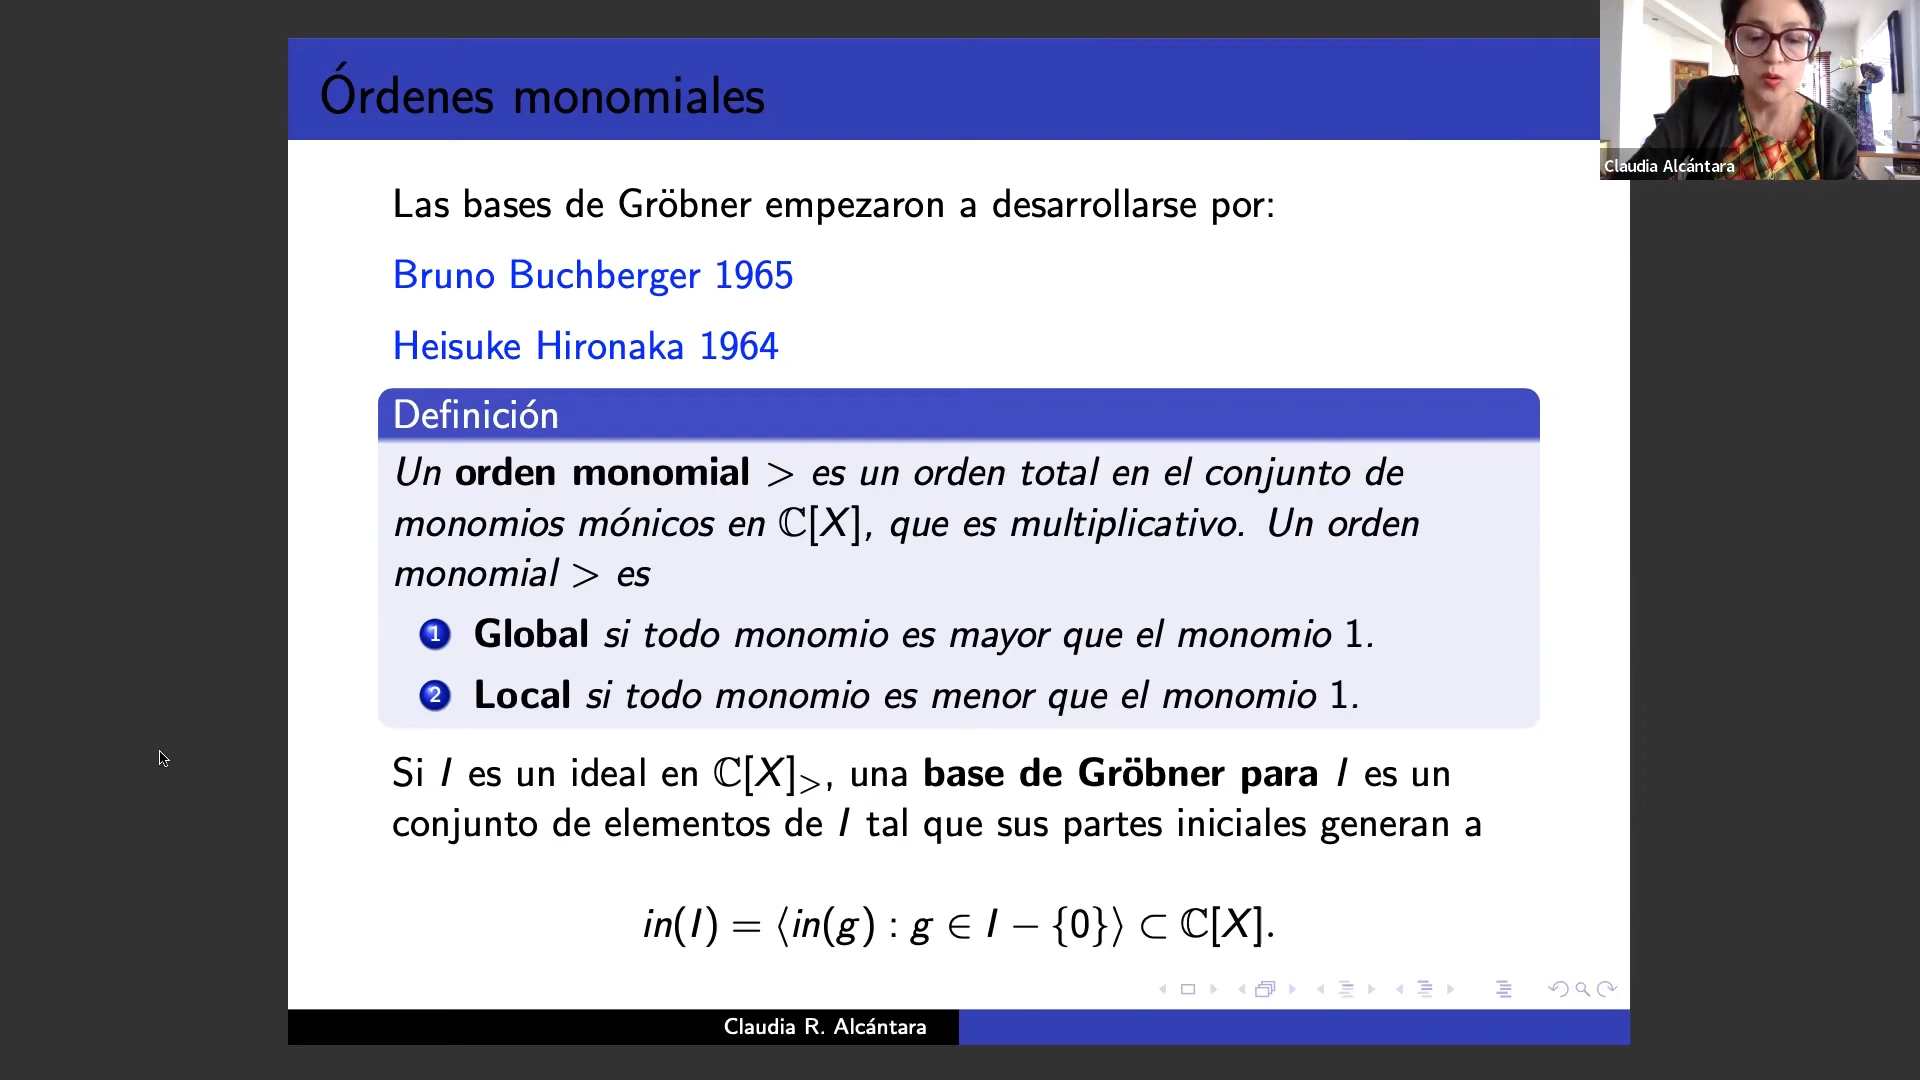 Órdenes monomiales
Claudia Alcántara
Las bases de Gröbner empezaron a desarrollarse por:
Bruno Buchberger 1965
Heisuke Hironaka 1964
Definición
Un orden monomial > es un orden total en el conjunto de
monomios mónicos en ℂ[X], que es multiplicativo. Un orden
monomial > es
1 Global si todo monomio es mayor que el monomio 1.
2 Local si todo monomio es menor que el monomio 1.
Si I es un ideal en ℂ[X]>, una base de Gröbner para I es un
conjunto de elementos de I tal que sus partes iniciales generan a
in(I) = ⟨in(g) : g ∈ I − {0}⟩ ⊂ ℂ[X].
Claudia R. Alcántara